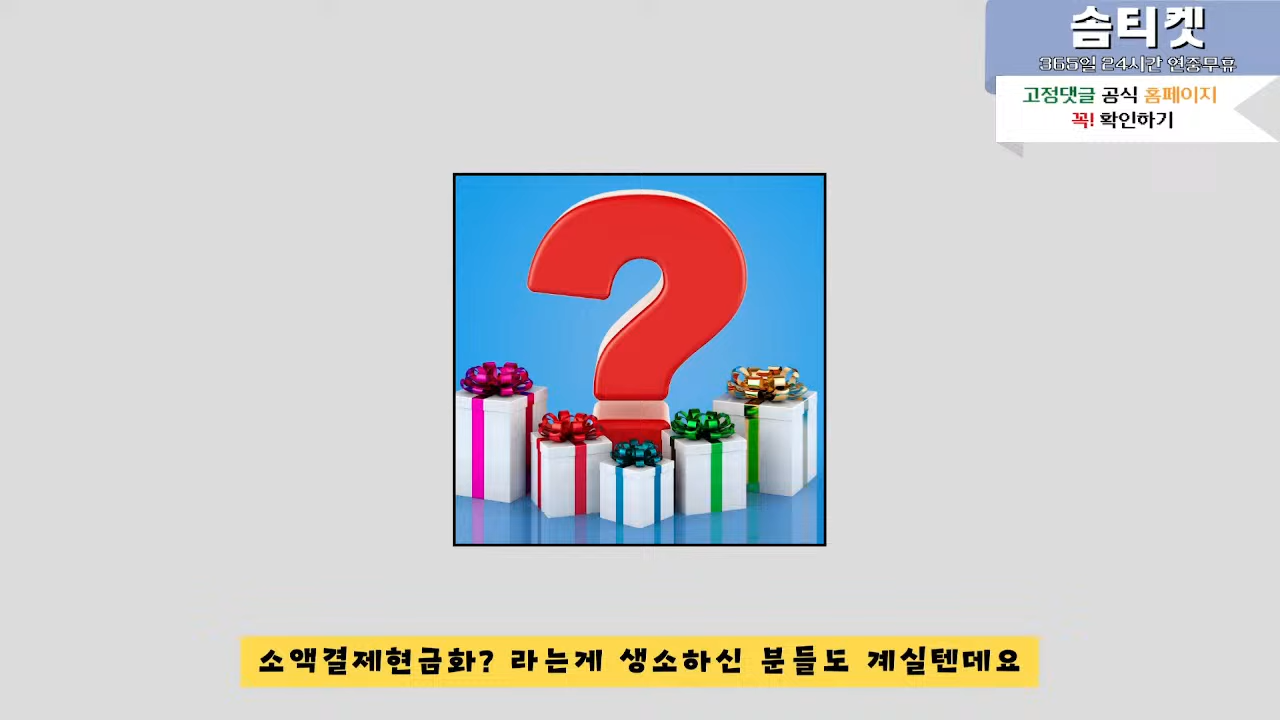 솜티켓
365일 24시간 연중무휴
고정댓글 공식 홈페이지
꼭! 확인하기
소액결제현금화? 라는게 생소하신 분들도 계실텐데요